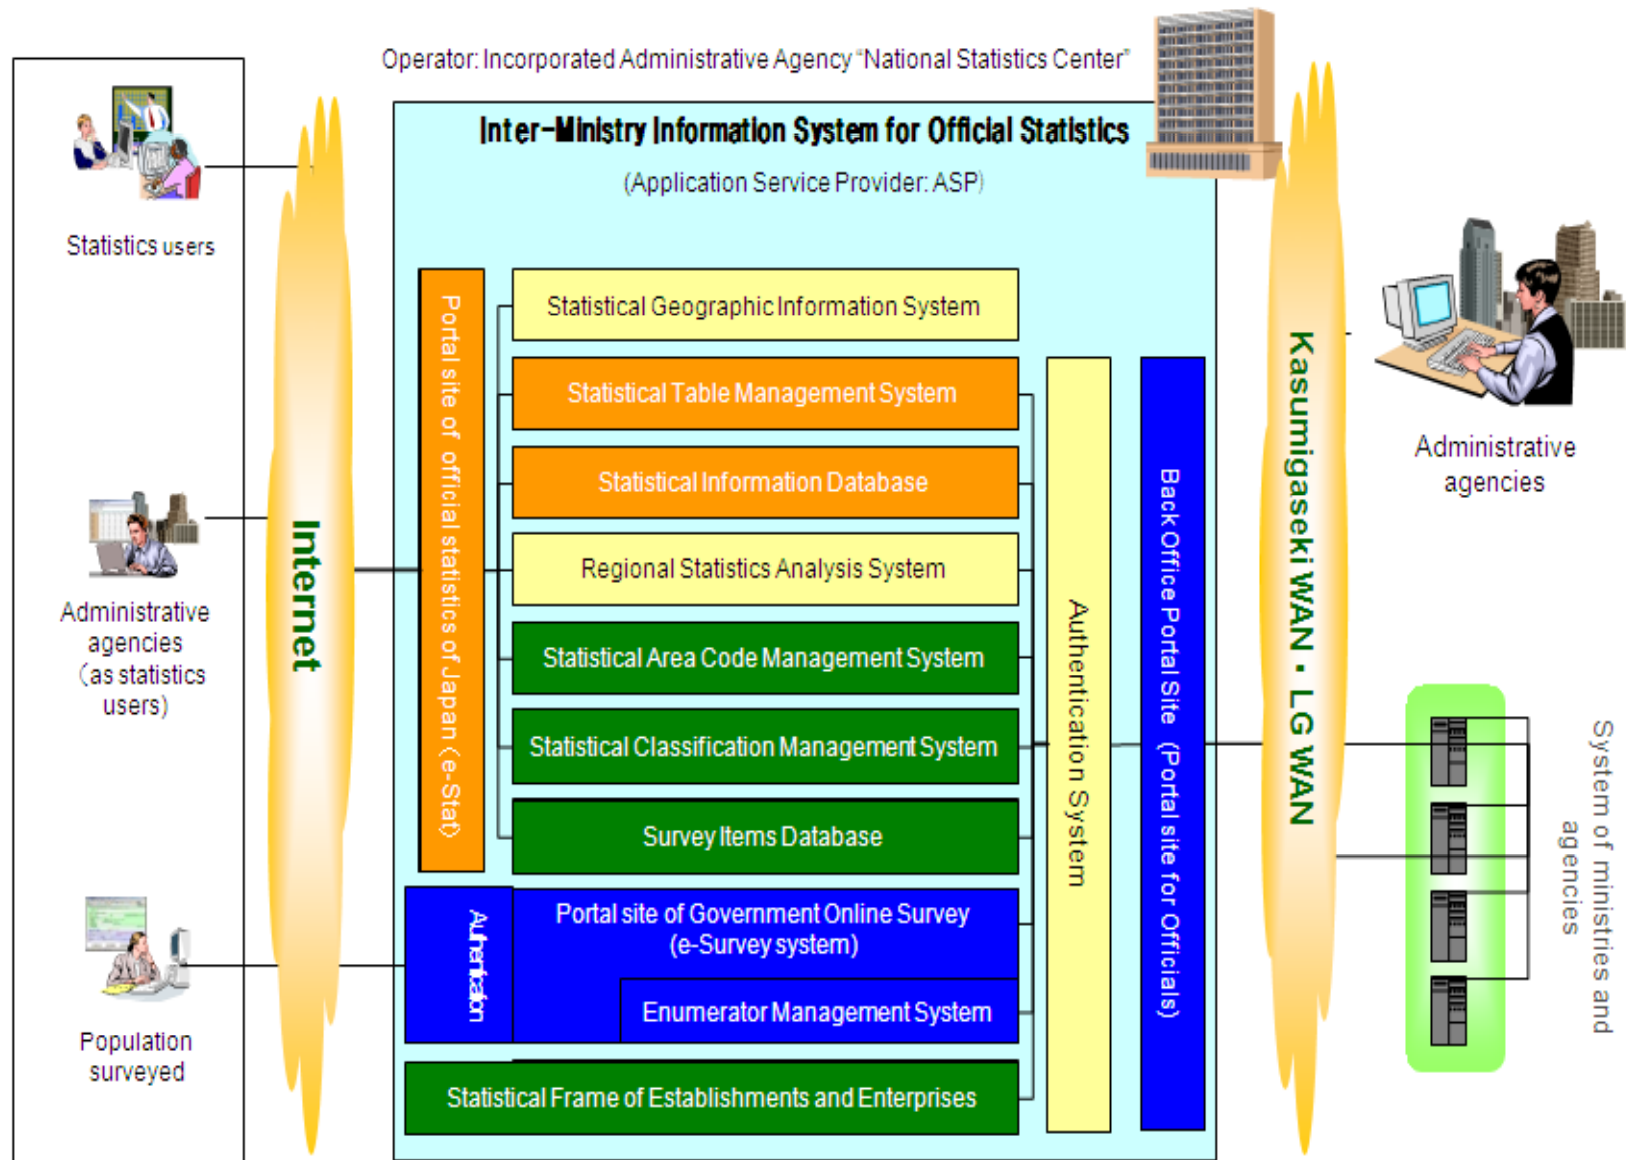 Operator: Incorporated Administrative Agency “National Statistics Center”
Inter-Ministry Information System for Official Statistics
(Application Service Provider: ASP)
Statistics users
Administrative
agencies
(as statistics
users)
Population
surveyed
Internet
Portal site of official statistics of Japan (e-Stat)
Statistical Geographic Information System
Statistical Table Management System
Statistical Information Database
Regional Statistics Analysis System
Statistical Area Code Management System
Statistical Classification Management System
Survey Items Database
Authentication
Portal site of Government Online Survey
(e-Survey system)
Enumerator Management System
Statistical Frame of Establishments and Enterprises
Authentication System
Back Office Portal Site (Portal site for Officials)
Kasumigaseki WAN・LG WAN
Administrative
agencies
System of ministries and
agencies